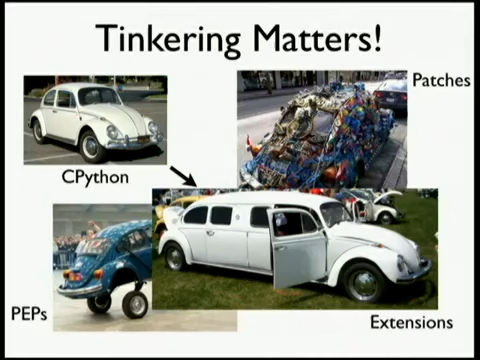 Tinkering Matters!
Patches
CPython
PEPs
Extensions